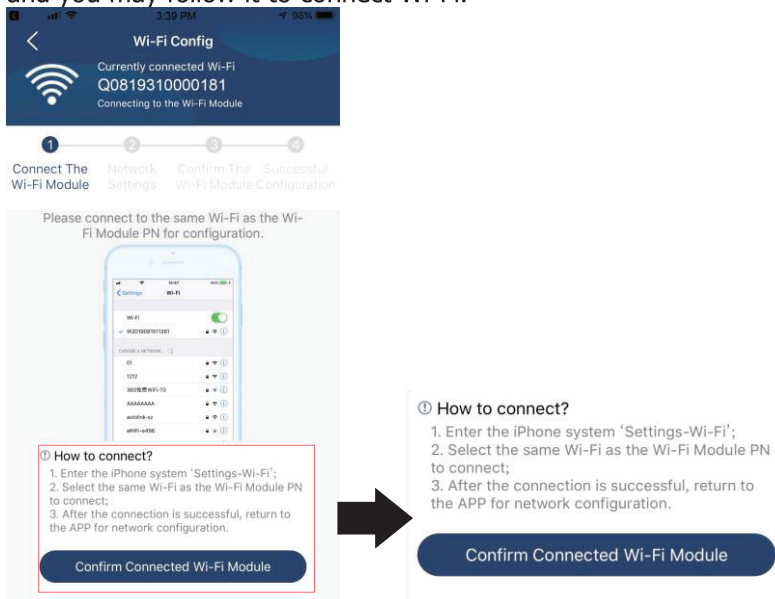 and you may follow it to connect Wi-Fi.
3:39 PM 98%
Wi-Fi Config
Currently connected Wi-Fi
Q0819310000181
Connecting to the Wi-Fi Module
1 2 3 4
Connect The Network Confirm The Successful
Wi-Fi Module Settings Wi-Fi Module Configuration
Please connect to the same Wi-Fi as the Wi-
Fi Module PN for configuration.
Settings Wi-Fi
Wi-Fi
CHOOSE A NETWORK...
01
1212
AAAAAAAA
autolink-sz
How to connect?
1. Enter the iPhone system ‘Settings-Wi-Fi’;
2. Select the same Wi-Fi as the Wi-Fi Module PN
to connect;
3. After the connection is successful, return to
the APP for network configuration.
Confirm Connected Wi-Fi Module
How to connect?
1. Enter the iPhone system ‘Settings-Wi-Fi’;
2. Select the same Wi-Fi as the Wi-Fi Module PN
to connect;
3. After the connection is successful, return to
the APP for network configuration.
Confirm Connected Wi-Fi Module